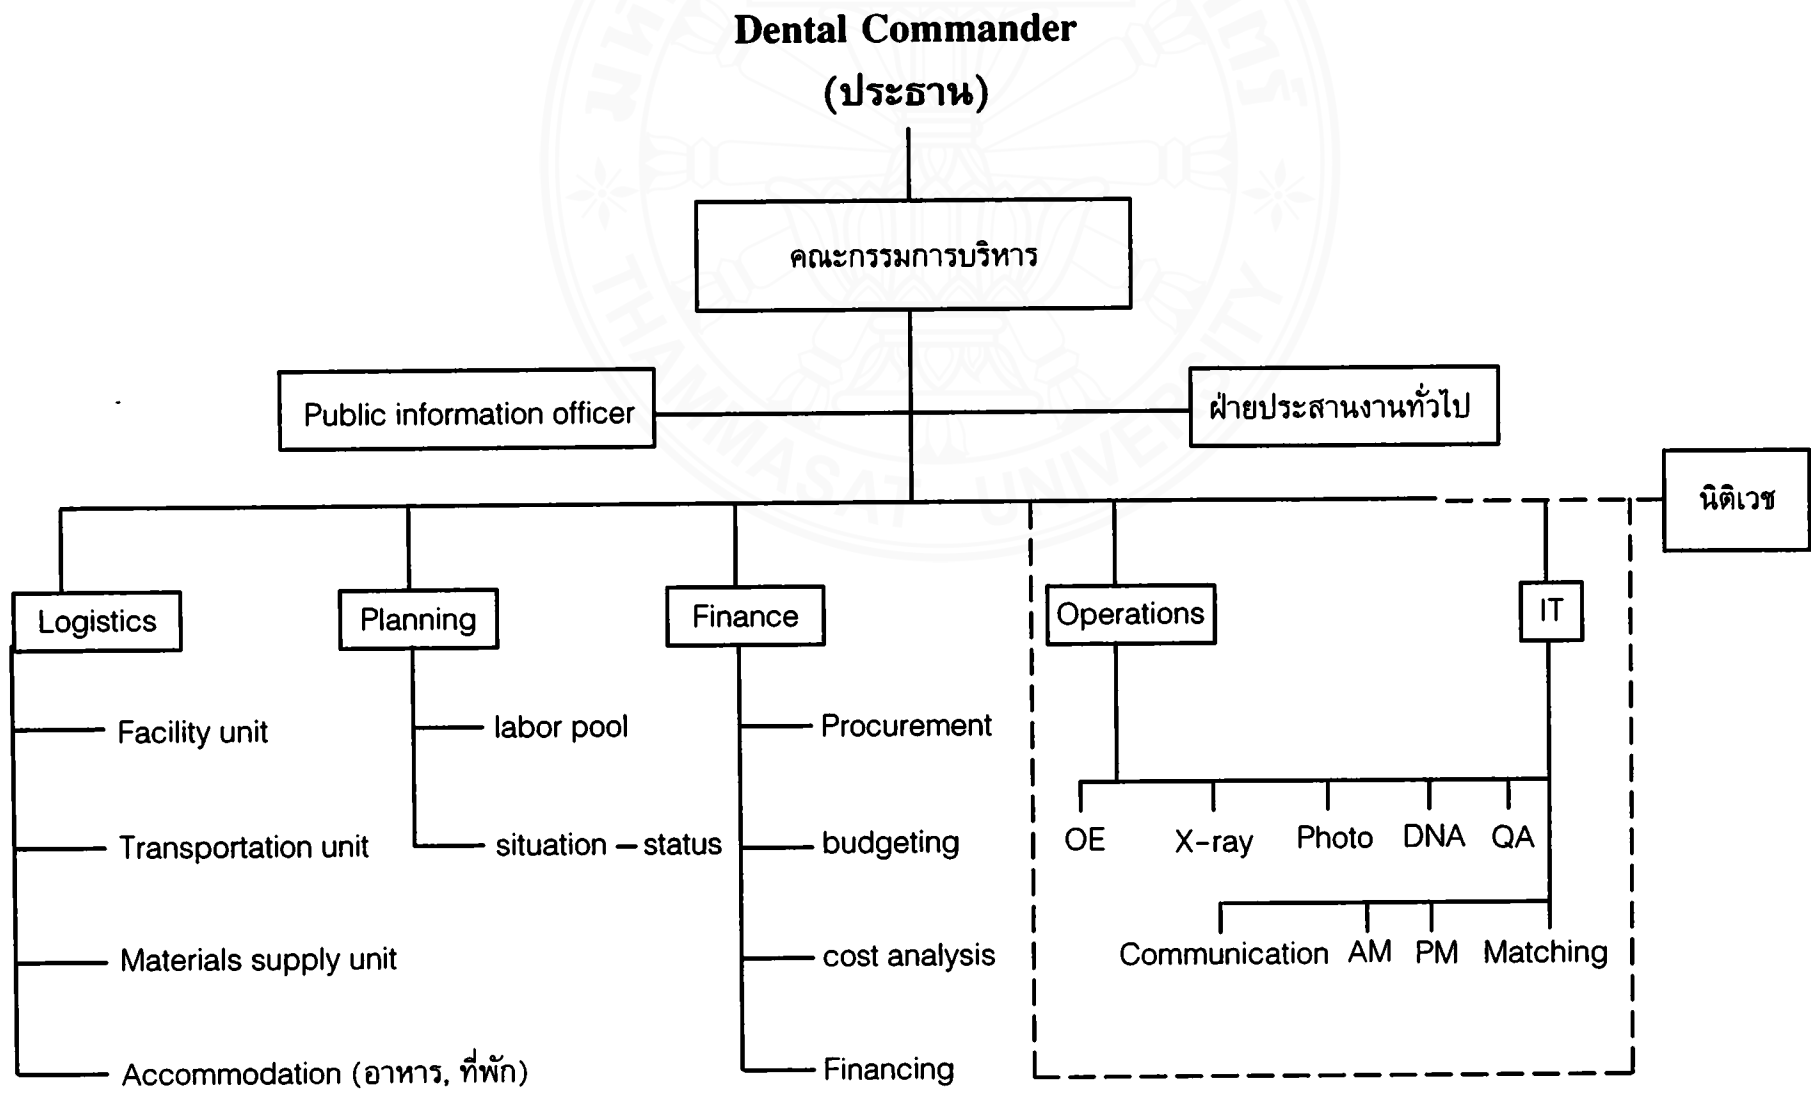 Dental Commander
(ประธาน)
คณะกรรมการบริหาร
Public information officer
ฝ่ายประสานงานทั่วไป
นิติเวช
Logistics
Planning
Finance
Operations
IT
Facility unit
labor pool
Procurement
Transportation unit
situation – status
budgeting
OE
X-ray
Photo
DNA
QA
Materials supply unit
cost analysis
Communication
AM
PM
Matching
Accommodation (อาหาร, ที่พัก)
Financing
THAMMASAT UNIVERSITY